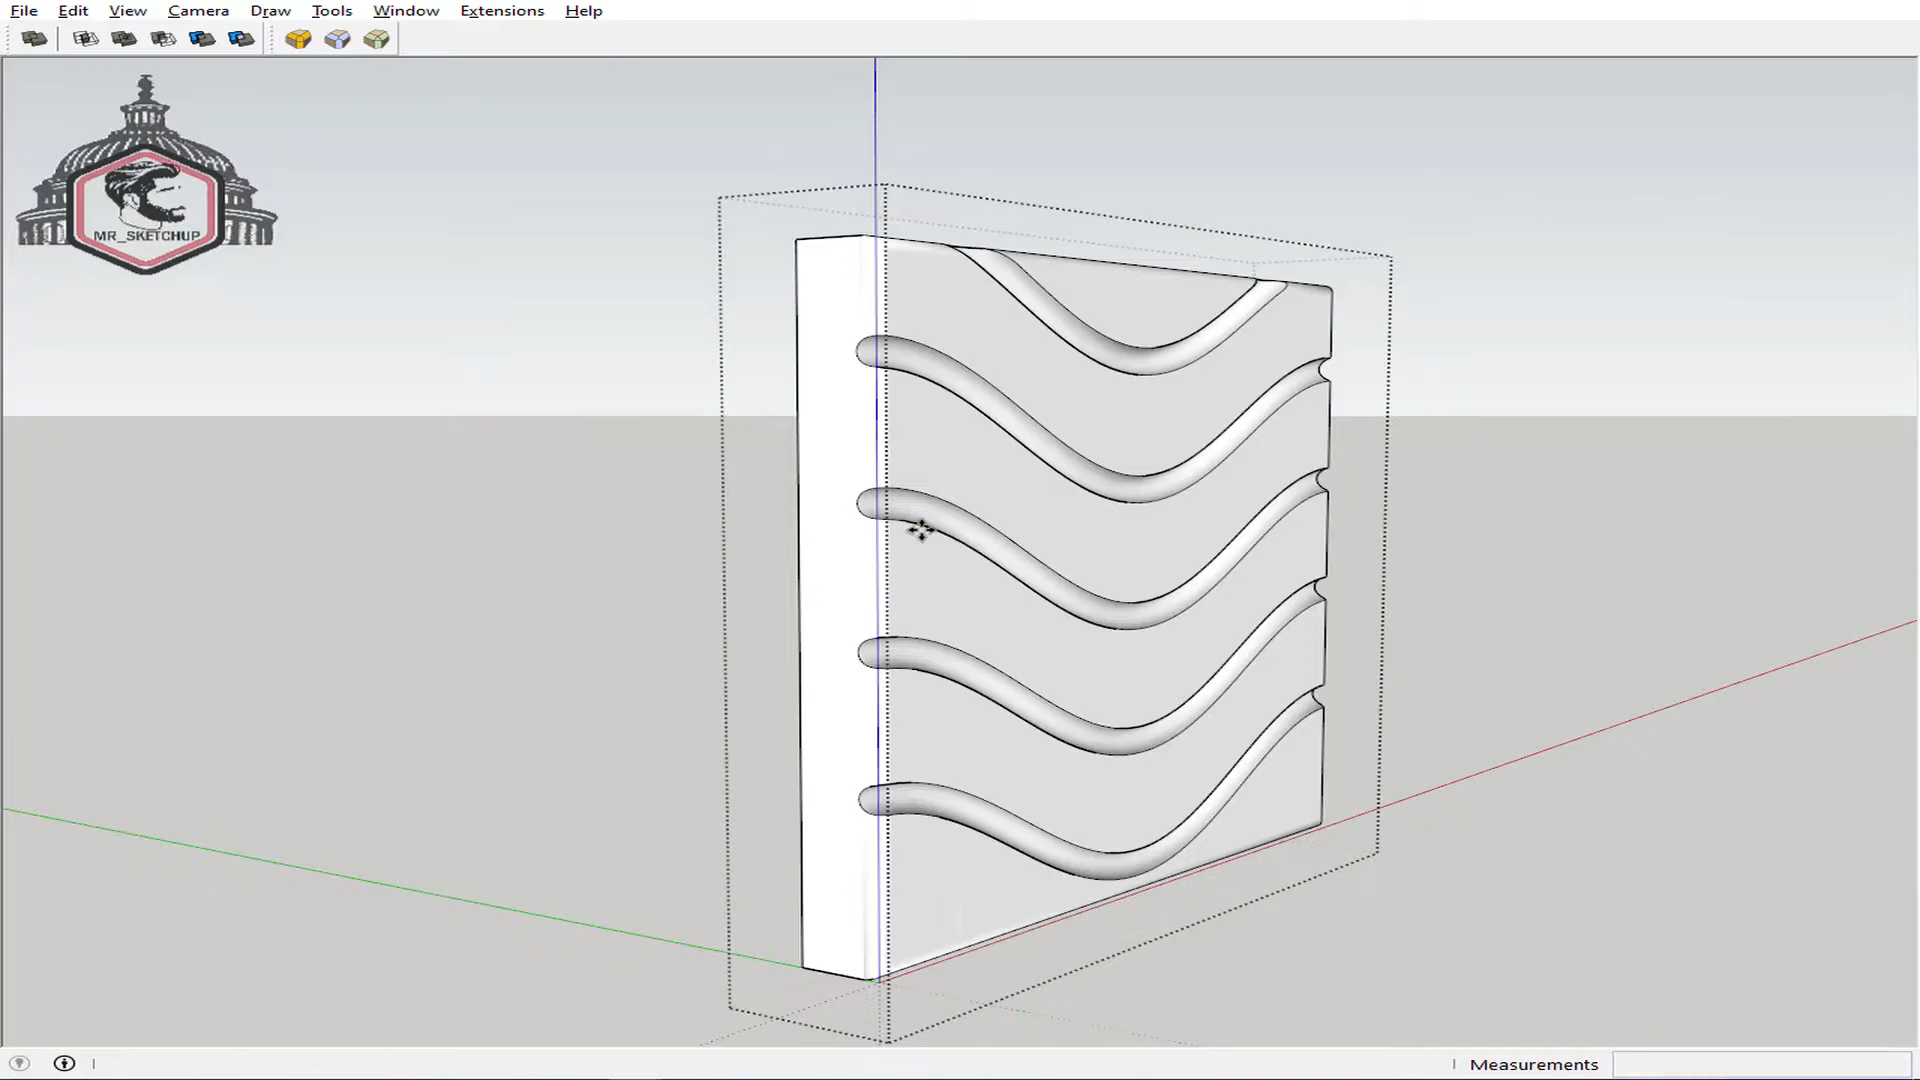 File Edit View Camera Draw Tools Window Extensions Help
MR_SKETCHUP
Measurements